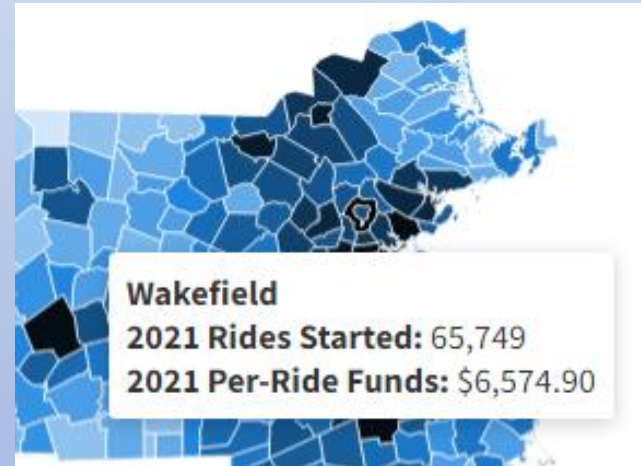 Wakefield
2021 Rides Started: 65,749
2021 Per-Ride Funds: $6,574.90